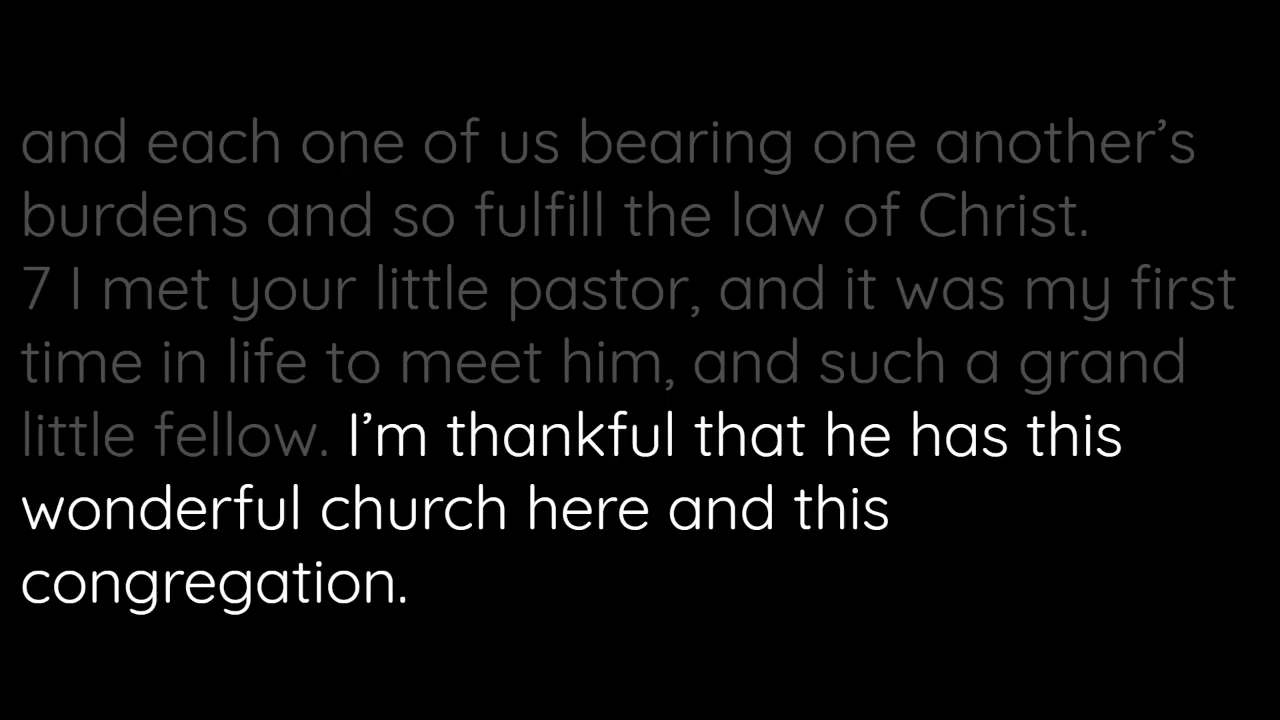 and each one of us bearing one another’s
burdens and so fulfill the law of Christ.
7 I met your little pastor, and it was my first
time in life to meet him, and such a grand
little fellow. I’m thankful that he has this
wonderful church here and this
congregation.